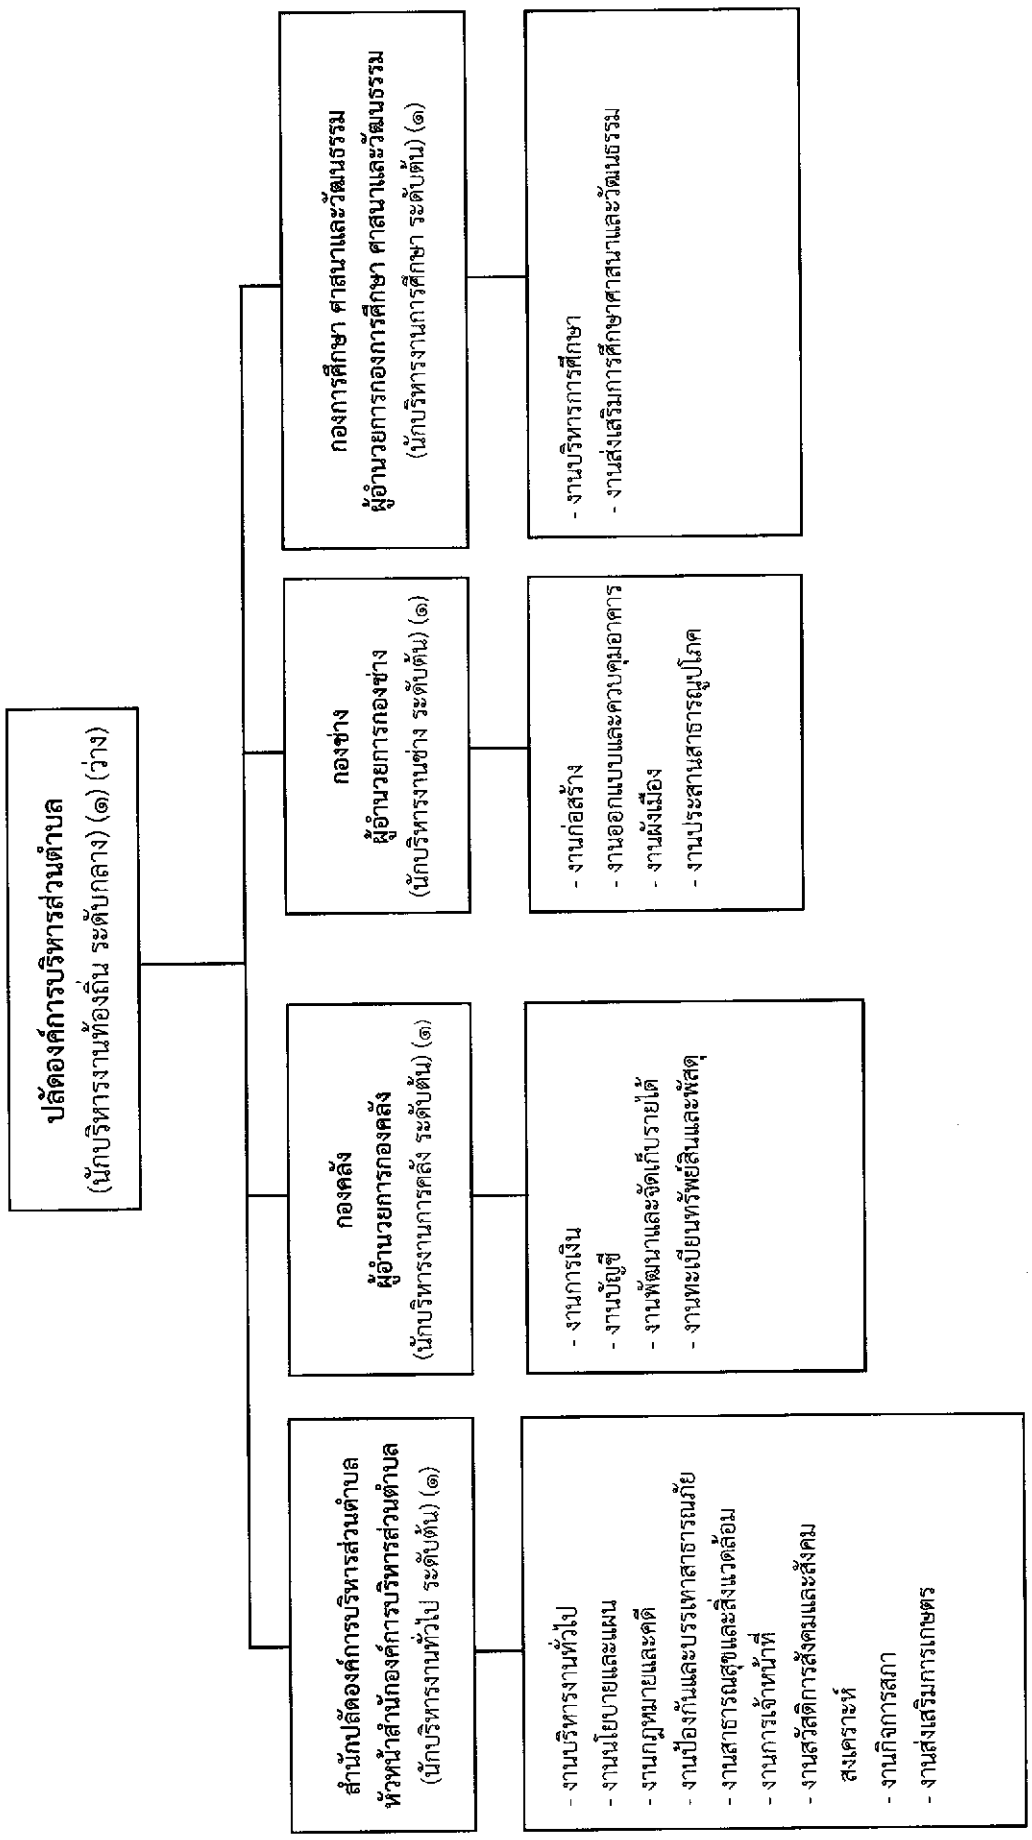 ปลัดองค์การบริหารส่วนตำบล
(นักบริหารงานท้องถิ่น ระดับกลาง) (๑) (ว่าง)
สำนักปลัดองค์การบริหารส่วนตำบล
หัวหน้าสำนักองค์การบริหารส่วนตำบล
(นักบริหารงานทั่วไป ระดับต้น) (๑)
- งานบริหารงานทั่วไป
- งานนโยบายและแผน
- งานกฎหมายและคดี
- งานป้องกันและบรรเทาสาธารณภัย
- งานสาธารณสุขและสิ่งแวดล้อม
- งานการเจ้าหน้าที่
- งานสวัสดิการสังคมและสังคม
สงเคราะห์
- งานกิจการสภา
- งานส่งเสริมการเกษตร
กองคลัง
ผู้อำนวยการกองคลัง
(นักบริหารงานการคลัง ระดับต้น) (๑)
- งานการเงิน
- งานบัญชี
- งานพัฒนาและจัดเก็บรายได้
- งานทะเบียนทรัพย์สินและพัสดุ
กองช่าง
ผู้อำนวยการกองช่าง
(นักบริหารงานช่าง ระดับต้น) (๑)
- งานก่อสร้าง
- งานออกแบบและควบคุมอาคาร
- งานผังเมือง
- งานประสานสาธารณูปโภค
กองการศึกษา ศาสนาและวัฒนธรรม
ผู้อำนวยการกองการศึกษา ศาสนาและวัฒนธรรม
(นักบริหารงานการศึกษา ระดับต้น) (๑)
- งานบริหารการศึกษา
- งานส่งเสริมการศึกษาศาสนาและวัฒนธรรม